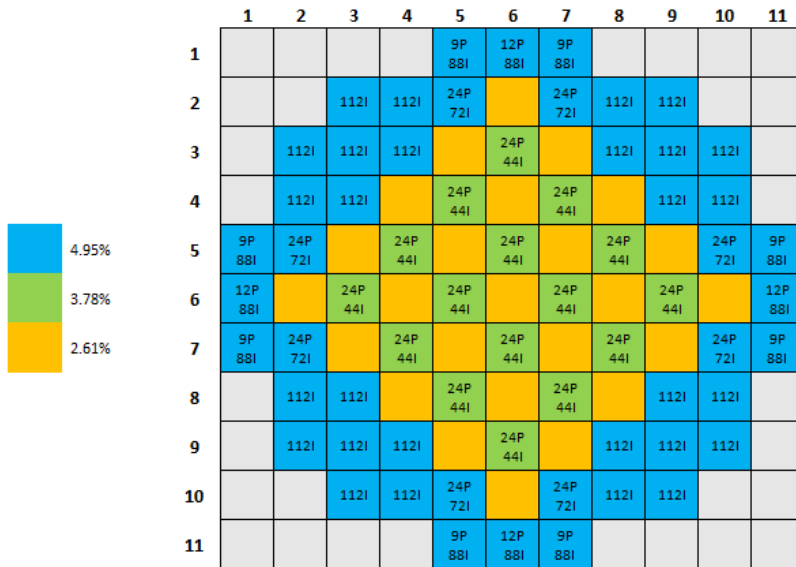 1 2 3 4 5 6 7 8 9 10 11
1 9P 12P 9P
88I 88I 88I
2 112I 112I 24P 24P 112I 112I
72I 72I
3 112I 112I 112I 24P 112I 112I 112I
44I
4 112I 112I 24P 24P 112I 112I
44I 44I
5 9P 24P 24P 24P 24P 24P 9P
88I 72I 44I 44I 44I 72I 88I
6 12P 24P 24P 24P 24P 12P
88I 44I 44I 44I 44I 88I
7 9P 24P 24P 24P 24P 24P 9P
88I 72I 44I 44I 44I 72I 88I
8 112I 112I 24P 24P 112I 112I
44I 44I
9 112I 112I 112I 24P 112I 112I 112I
44I
10 112I 112I 24P 24P 112I 112I
72I 72I
11 9P 12P 9P
88I 88I 88I
4.95%
3.78%
2.61%